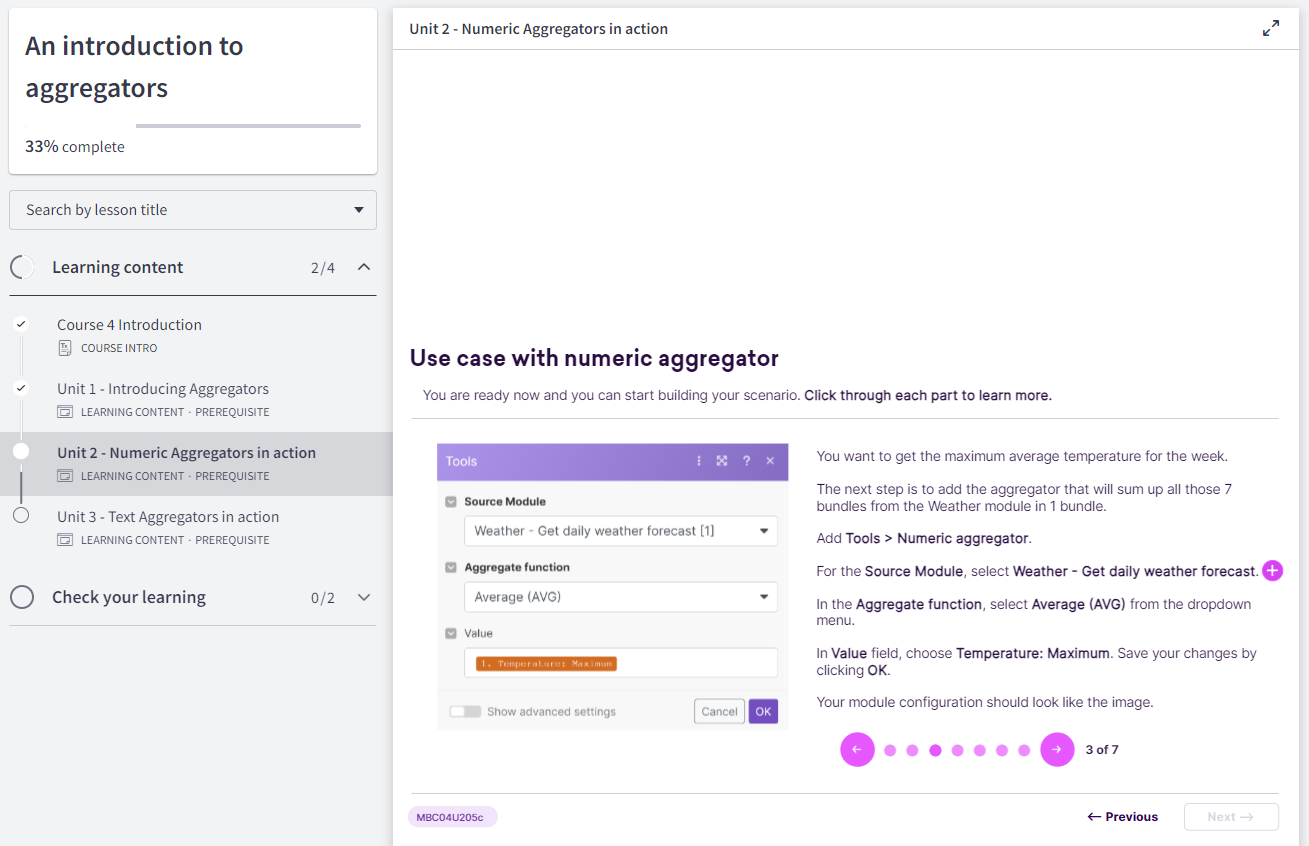 An introduction to
aggregators
33% complete
Search by lesson title
Learning content 2/4
Course 4 Introduction
COURSE INTRO
Unit 1 - Introducing Aggregators
LEARNING CONTENT · PREREQUISITE
Unit 2 - Numeric Aggregators in action
LEARNING CONTENT · PREREQUISITE
Unit 3 - Text Aggregators in action
LEARNING CONTENT · PREREQUISITE
Check your learning 0/2
Unit 2 - Numeric Aggregators in action
Use case with numeric aggregator
You are ready now and you can start building your scenario. Click through each part to learn more.
Tools
Source Module
Weather - Get daily weather forecast [1]
Aggregate function
Average (AVG)
Value
1. Temperature: Maximum
Show advanced settings
Cancel OK
You want to get the maximum average temperature for the week.
The next step is to add the aggregator that will sum up all those 7
bundles from the Weather module in 1 bundle.
Add Tools > Numeric aggregator.
For the Source Module, select Weather - Get daily weather forecast.
In the Aggregate function, select Average (AVG) from the dropdown
menu.
In Value field, choose Temperature: Maximum. Save your changes by
clicking OK.
Your module configuration should look like the image.
3 of 7
MBC04U205c
← Previous
Next →